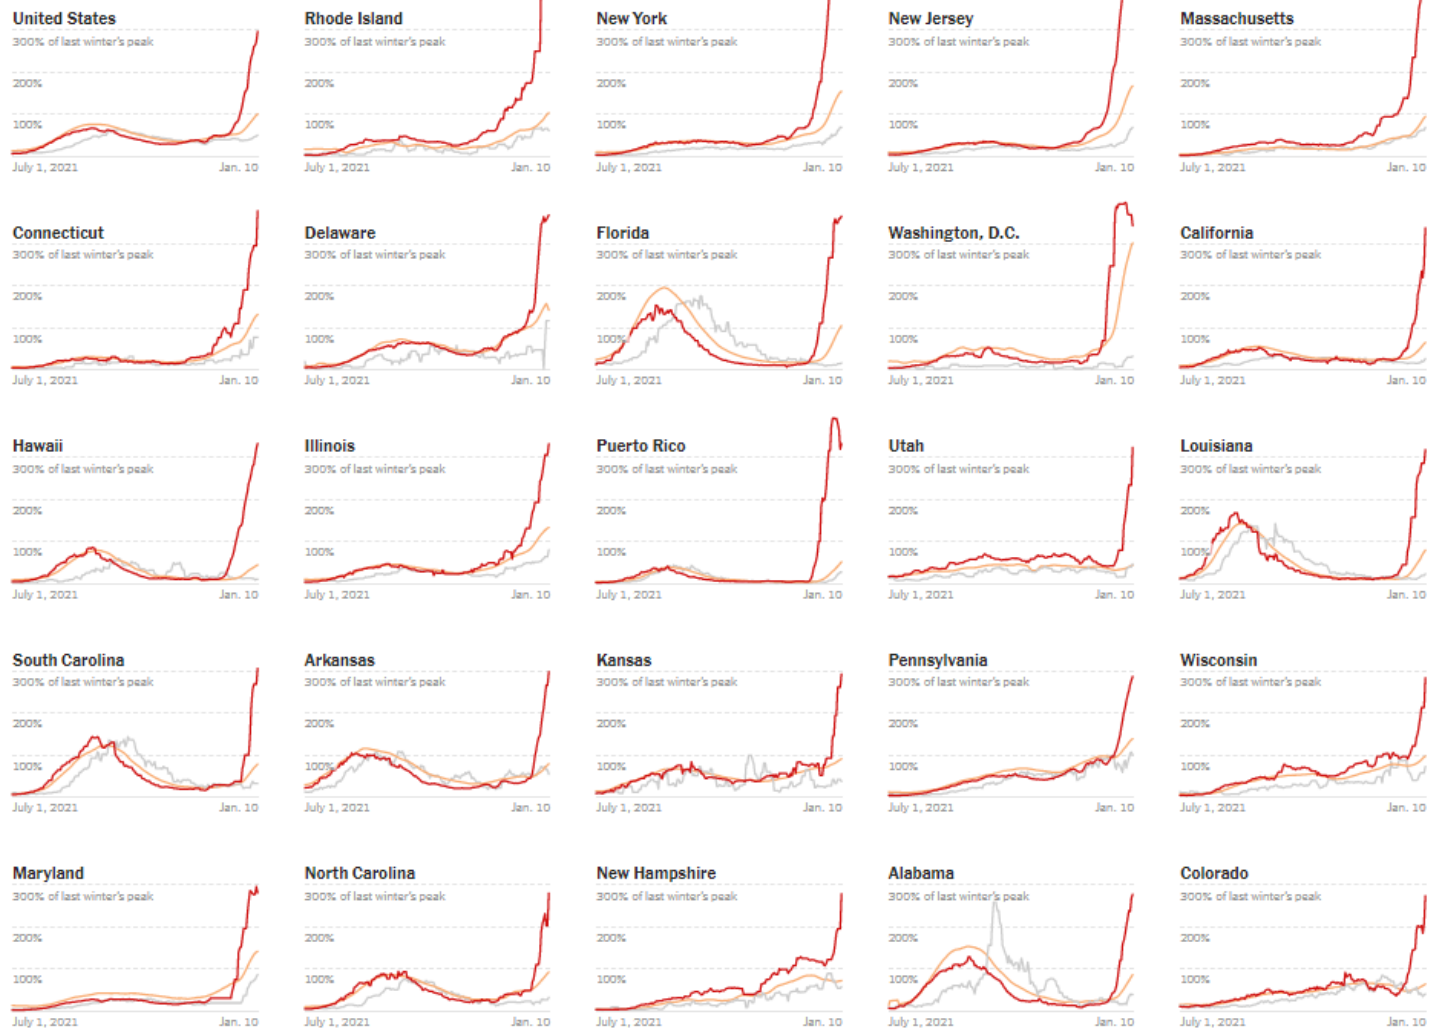 United States
300% of last winter's peak
200%
100%
July 1, 2021 Jan. 10
Rhode Island
300% of last winter's peak
200%
100%
July 1, 2021 Jan. 10
New York
300% of last winter's peak
200%
100%
July 1, 2021 Jan. 10
New Jersey
300% of last winter's peak
200%
100%
July 1, 2021 Jan. 10
Massachusetts
300% of last winter's peak
200%
100%
July 1, 2021 Jan. 10
Connecticut
300% of last winter's peak
200%
100%
July 1, 2021 Jan. 10
Delaware
300% of last winter's peak
200%
100%
July 1, 2021 Jan. 10
Florida
300% of last winter's peak
200%
100%
July 1, 2021 Jan. 10
Washington, D.C.
300% of last winter's peak
200%
100%
July 1, 2021 Jan. 10
California
300% of last winter's peak
200%
100%
July 1, 2021 Jan. 10
Hawaii
300% of last winter's peak
200%
100%
July 1, 2021 Jan. 10
Illinois
300% of last winter's peak
200%
100%
July 1, 2021 Jan. 10
Puerto Rico
300% of last winter's peak
200%
100%
July 1, 2021 Jan. 10
Utah
300% of last winter's peak
200%
100%
July 1, 2021 Jan. 10
Louisiana
300% of last winter's peak
200%
100%
July 1, 2021 Jan. 10
South Carolina
300% of last winter's peak
200%
100%
July 1, 2021 Jan. 10
Arkansas
300% of last winter's peak
200%
100%
July 1, 2021 Jan. 10
Kansas
300% of last winter's peak
200%
100%
July 1, 2021 Jan. 10
Pennsylvania
300% of last winter's peak
200%
100%
July 1, 2021 Jan. 10
Wisconsin
300% of last winter's peak
200%
100%
July 1, 2021 Jan. 10
Maryland
300% of last winter's peak
200%
100%
July 1, 2021 Jan. 10
North Carolina
300% of last winter's peak
200%
100%
July 1, 2021 Jan. 10
New Hampshire
300% of last winter's peak
200%
100%
July 1, 2021 Jan. 10
Alabama
300% of last winter's peak
200%
100%
July 1, 2021 Jan. 10
Colorado
300% of last winter's peak
200%
100%
July 1, 2021 Jan. 10